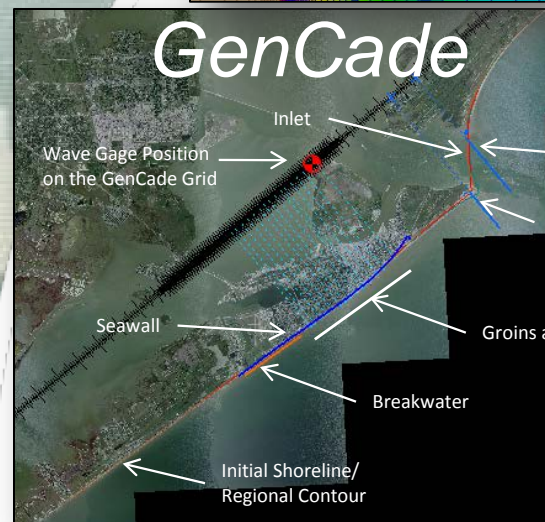 GenCade
Inlet
Wave Gage Position
on the GenCade Grid
Seawall
Groins a
Breakwater
Initial Shoreline/
Regional Contour